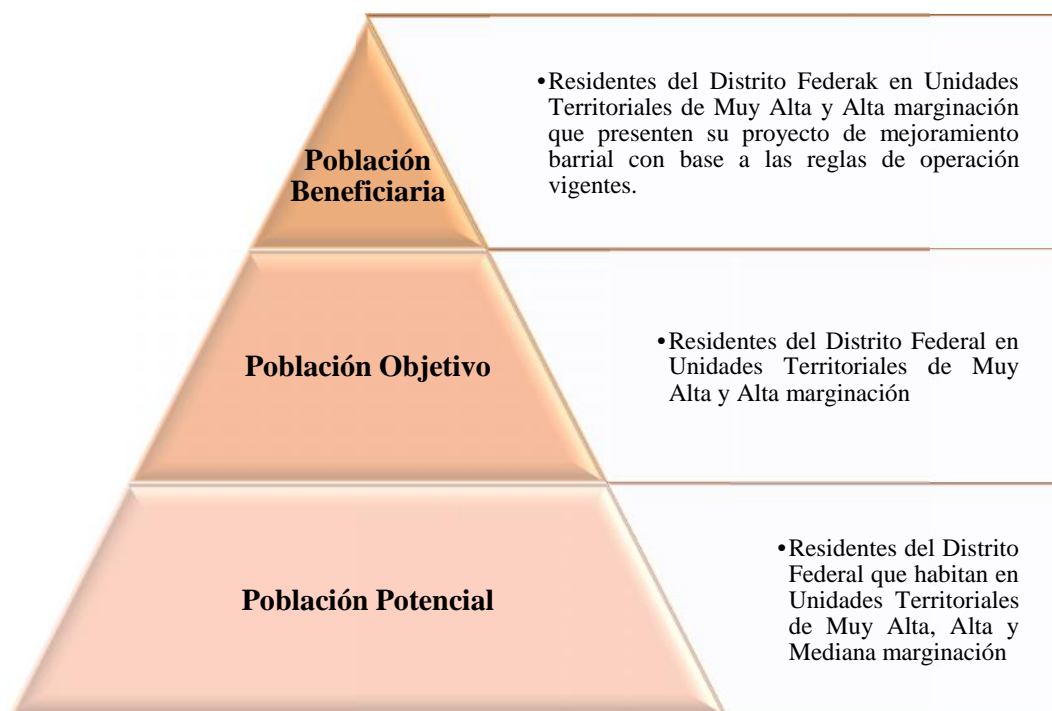 Población
Beneficiaria
•Residentes del Distrito Federak en Unidades
Territoriales de Muy Alta y Alta marginación
que presenten su proyecto de mejoramiento
barrial con base a las reglas de operación
vigentes.
Población Objetivo
•Residentes del Distrito Federal en
Unidades Territoriales de Muy
Alta y Alta marginación
Población Potencial
•Residentes del Distrito
Federal que habitan en
Unidades Territoriales
de Muy Alta, Alta y
Mediana marginación